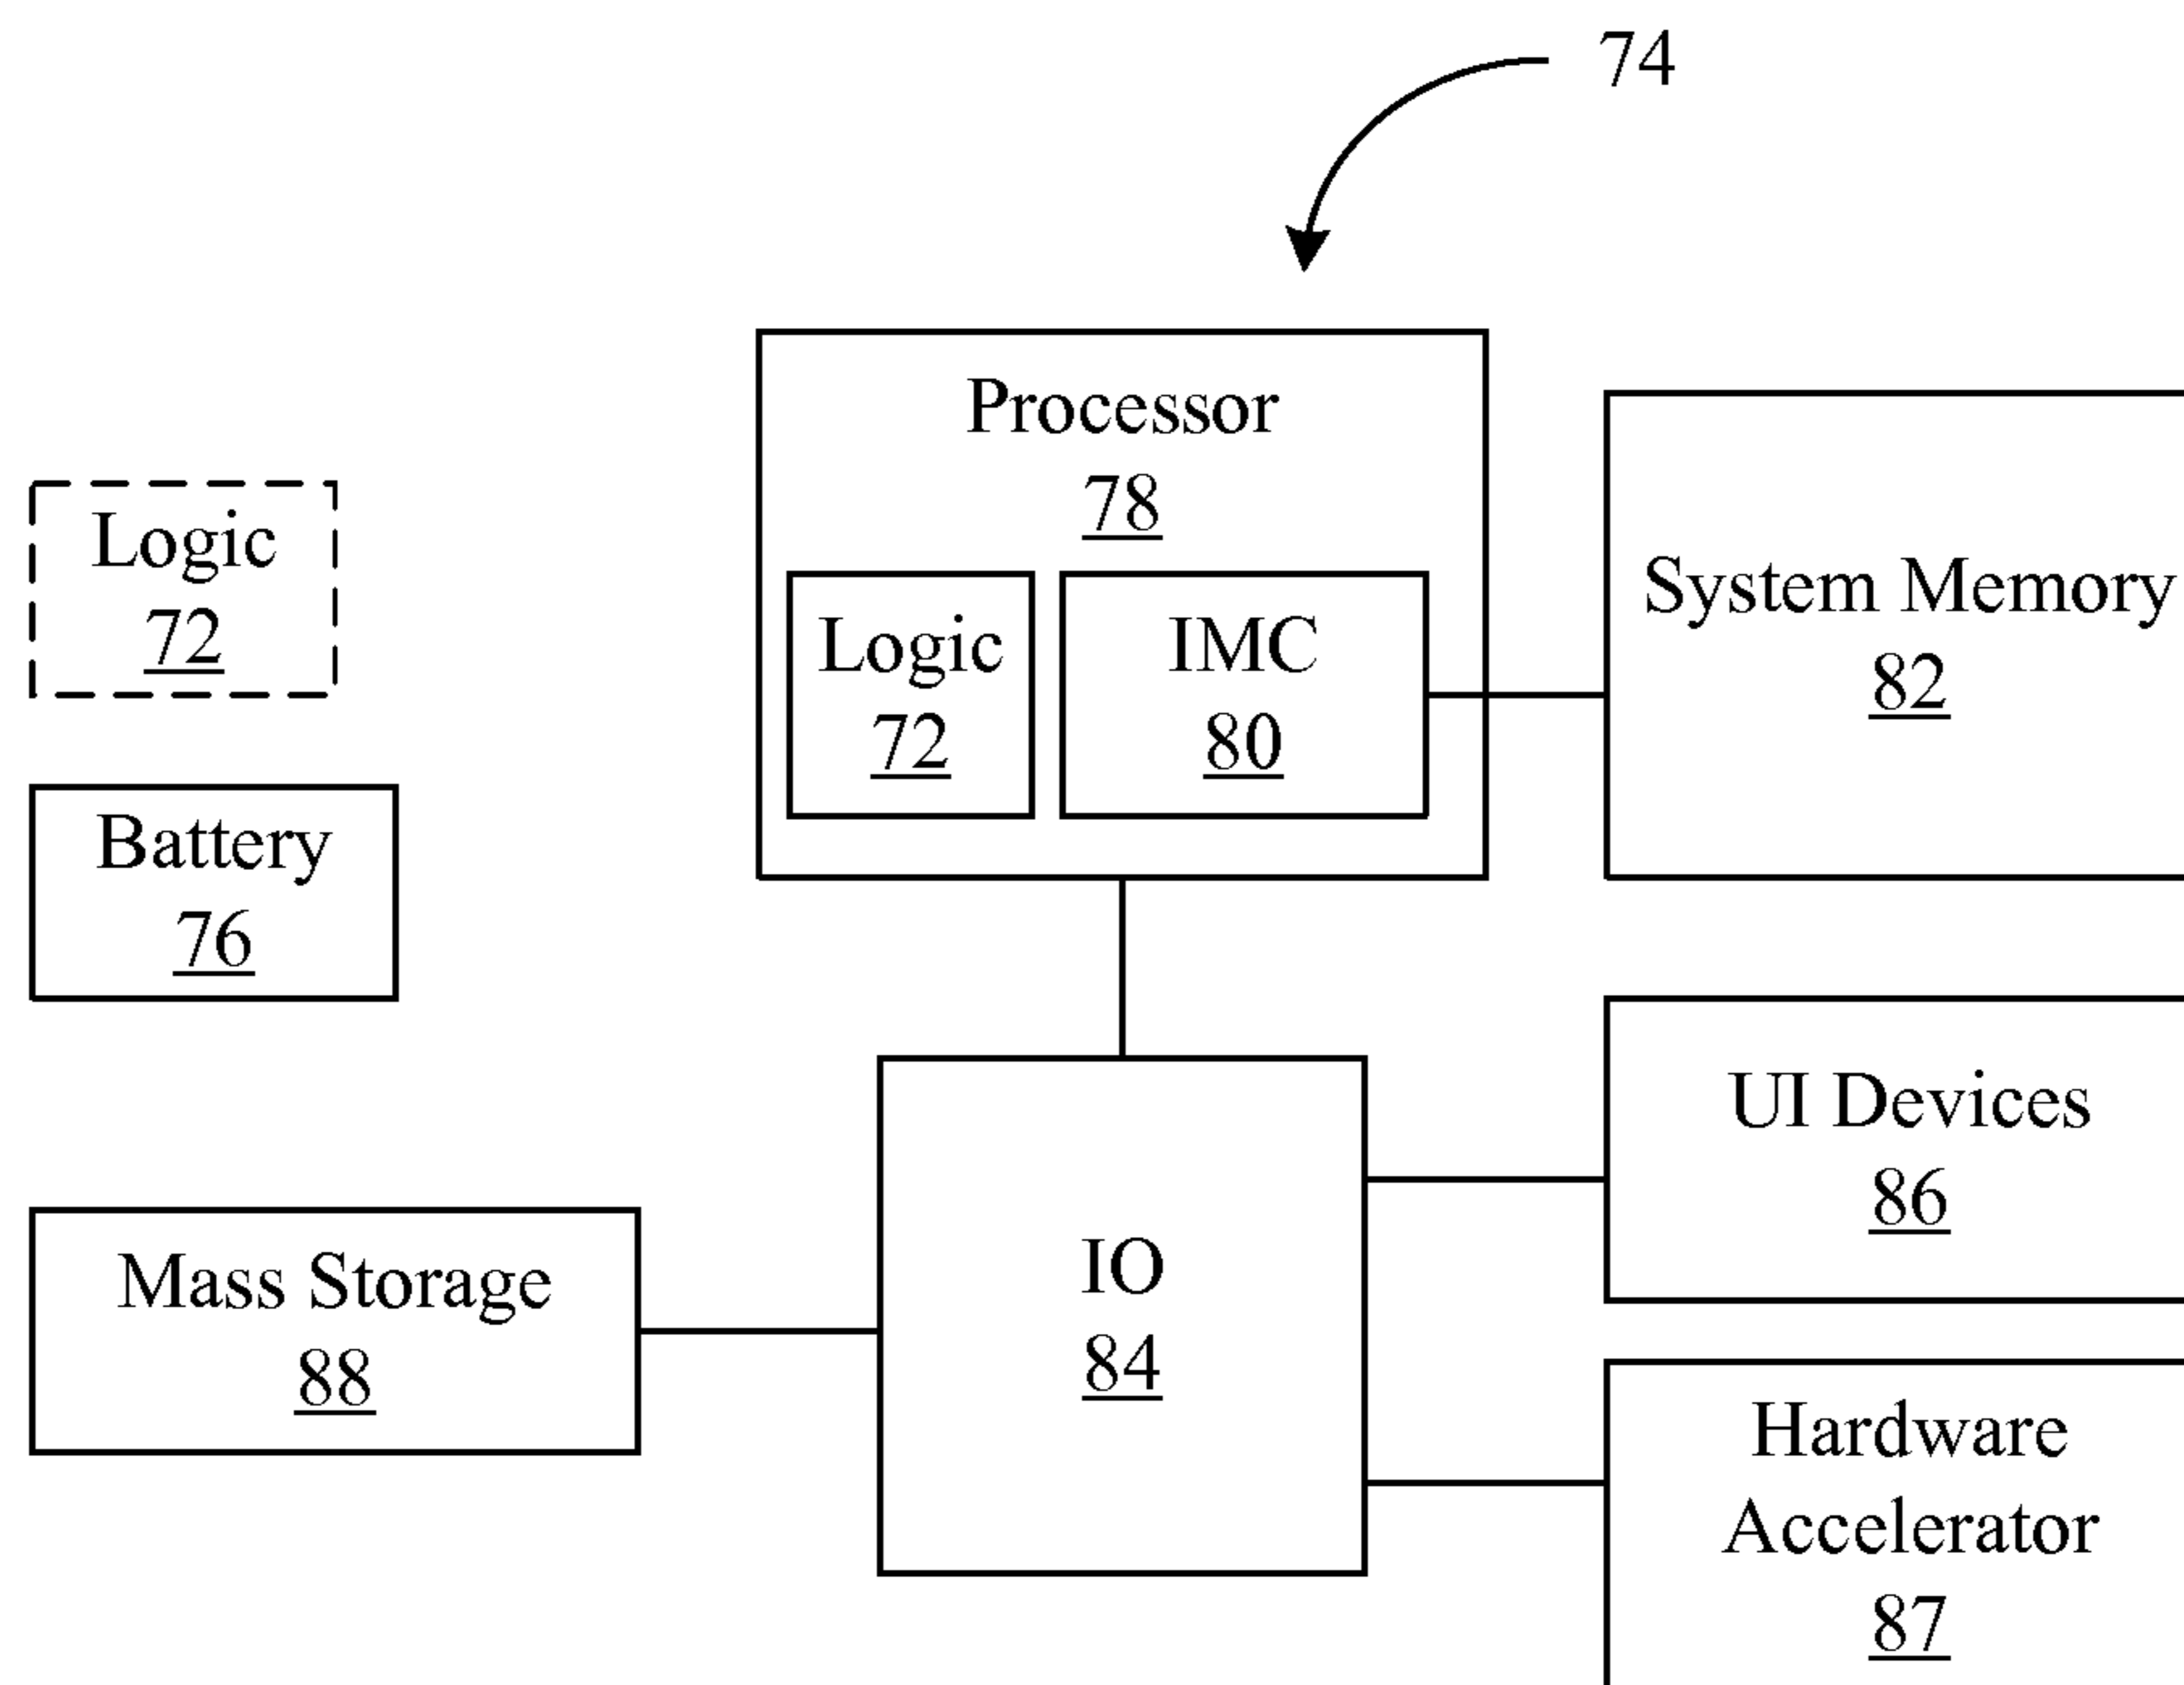 74
Processor
78
Logic
72
IMC
80
System Memory
82
Logic
72
Battery
76
UI Devices
86
Mass Storage
88
IO
84
Hardware
Accelerator
87